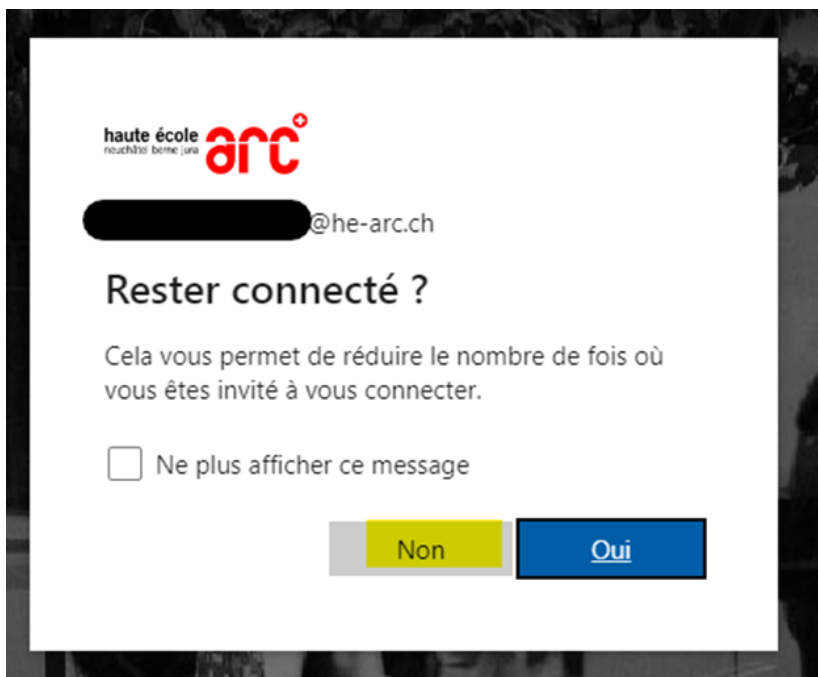 haute école
neuchâtel berne jura
arc
@he-arc.ch
Rester connecté ?
Cela vous permet de réduire le nombre de fois où
vous êtes invité à vous connecter.
Ne plus afficher ce message
Non
Oui